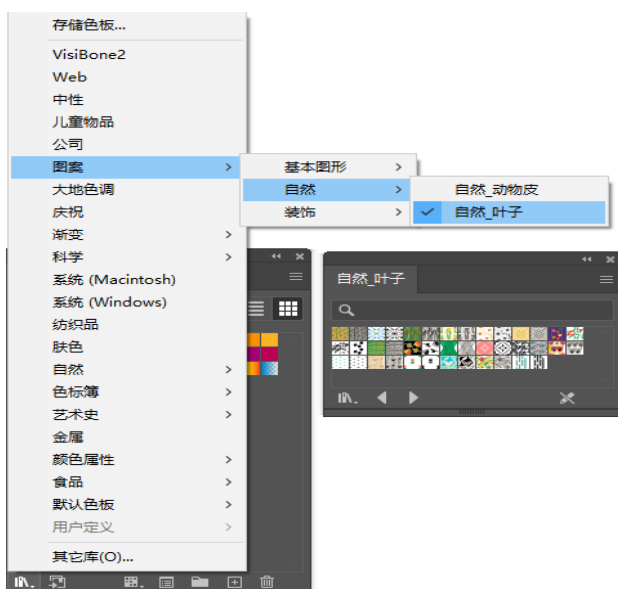 存储色板...
VisiBone2
Web
中性
儿童物品
公司
图案
基本图形
自然
自然_动物皮
大地色调
庆祝
装饰
自然_叶子
渐变
科学
系统 (Macintosh)
系统 (Windows)
纺织品
肤色
自然
色标簿
艺术史
金属
颜色属性
食品
默认色板
用户定义
其它库(O)...
自然_叶子